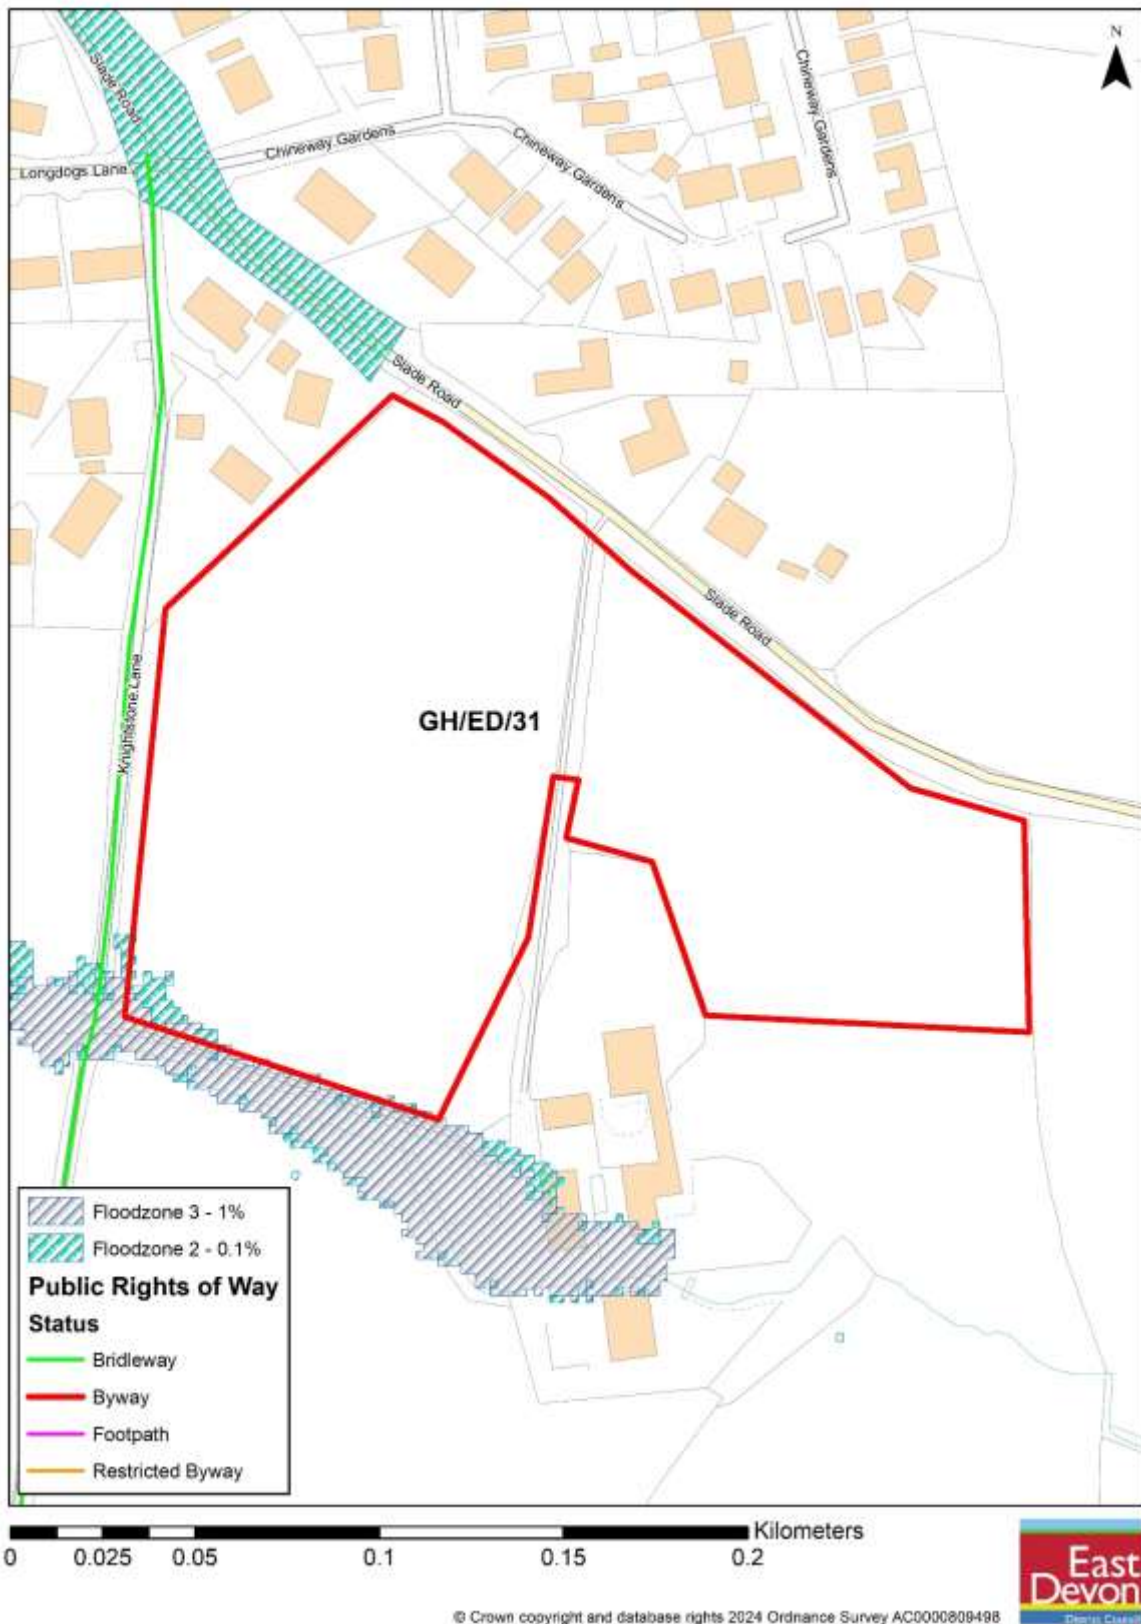 N
Slade Road
Chineway Gardens
Chineway Gardens
Chineway Gardens
Longdogs Lane
Slade Road
Slade Road
Knightstone Lane
GH/ED/31
Floodzone 3 - 1%
Floodzone 2 - 0.1%
Public Rights of Way
Status
Bridleway
Byway
Footpath
Restricted Byway
Kilometers
0 0.025 0.05 0.1 0.15 0.2
East
Devon
District Council
© Crown copyright and database rights 2024 Ordnance Survey AC0000809498